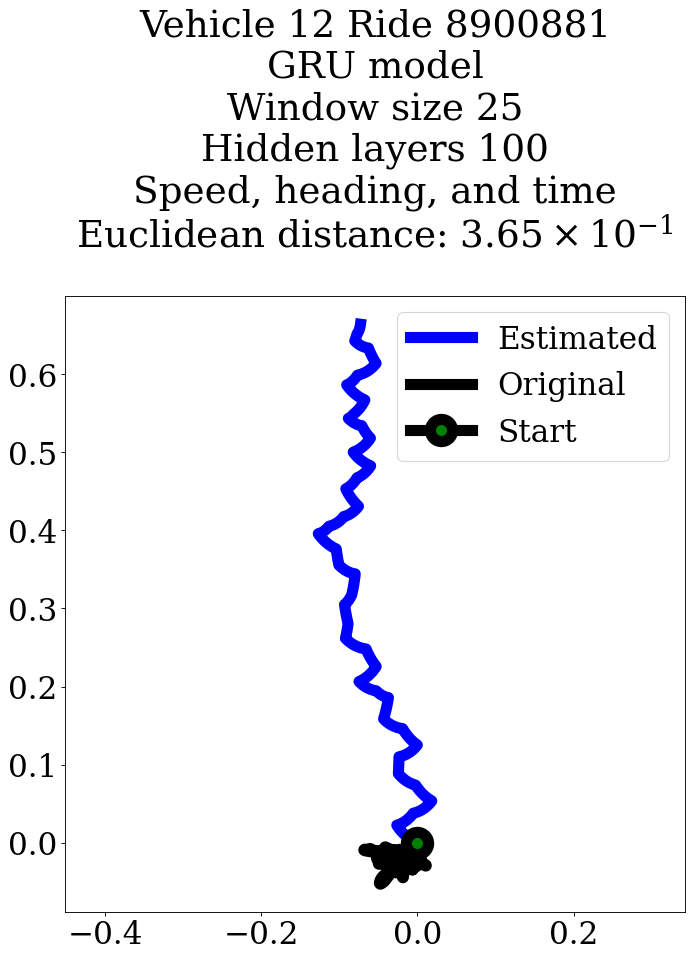 Vehicle 12 Ride 8900881
GRU model
Window size 25
Hidden layers 100
Speed, heading, and time
Euclidean distance: 3.65 × 10⁻¹
Estimated
Original
Start
0.6
0.5
0.4
0.3
0.2
0.1
0.0
−0.4 −0.2 0.0 0.2